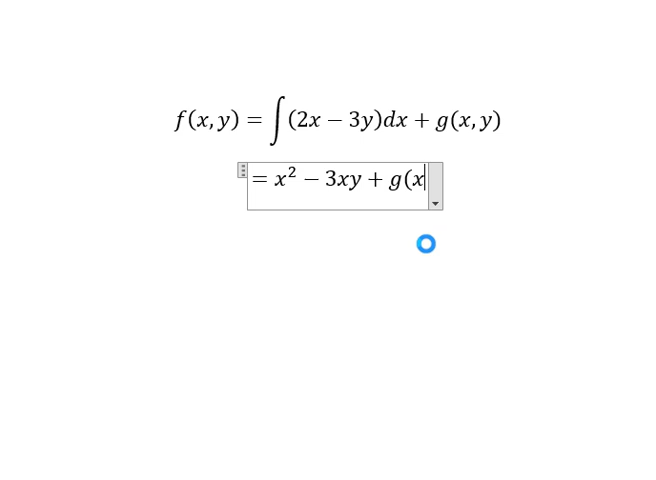 f(x, y) = ∫(2x − 3y)dx + g(x, y)
= x² − 3xy + g(x